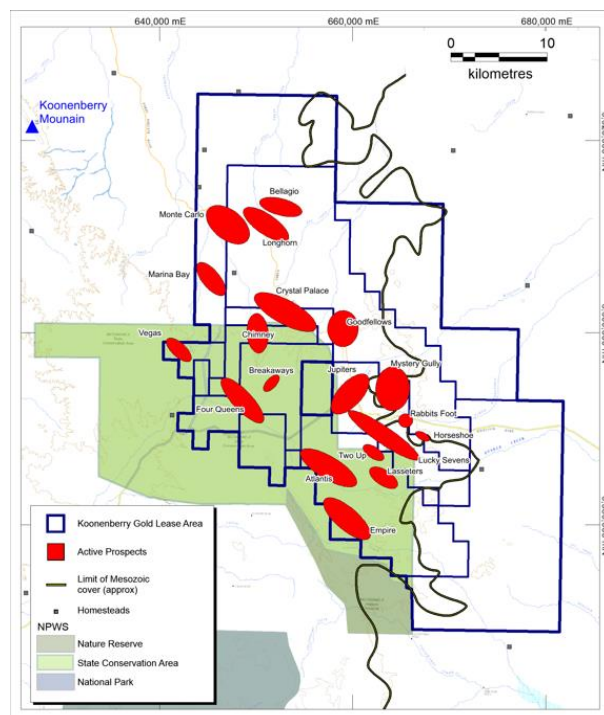 640,000 mE
660,000 mE
680,000 mE
0
10
kilometres
Koonenberry
Mounain
Bellagio
Monte Carlo
Longhorn
Marina Bay
Crystal Palace
Goodfellows
Vegas
Chimney
Mystery Gully
Breakaways
Jupiters
Four Queens
Rabbits Foot
Horseshoe
Two Up
Lucky Sevens
Atlantis
Lasseters
Empire
Koonenberry Gold Lease Area
Active Prospects
Limit of Mesozoic
cover (approx)
Homesteads
NPWS
Nature Reserve
State Conservation Area
National Park